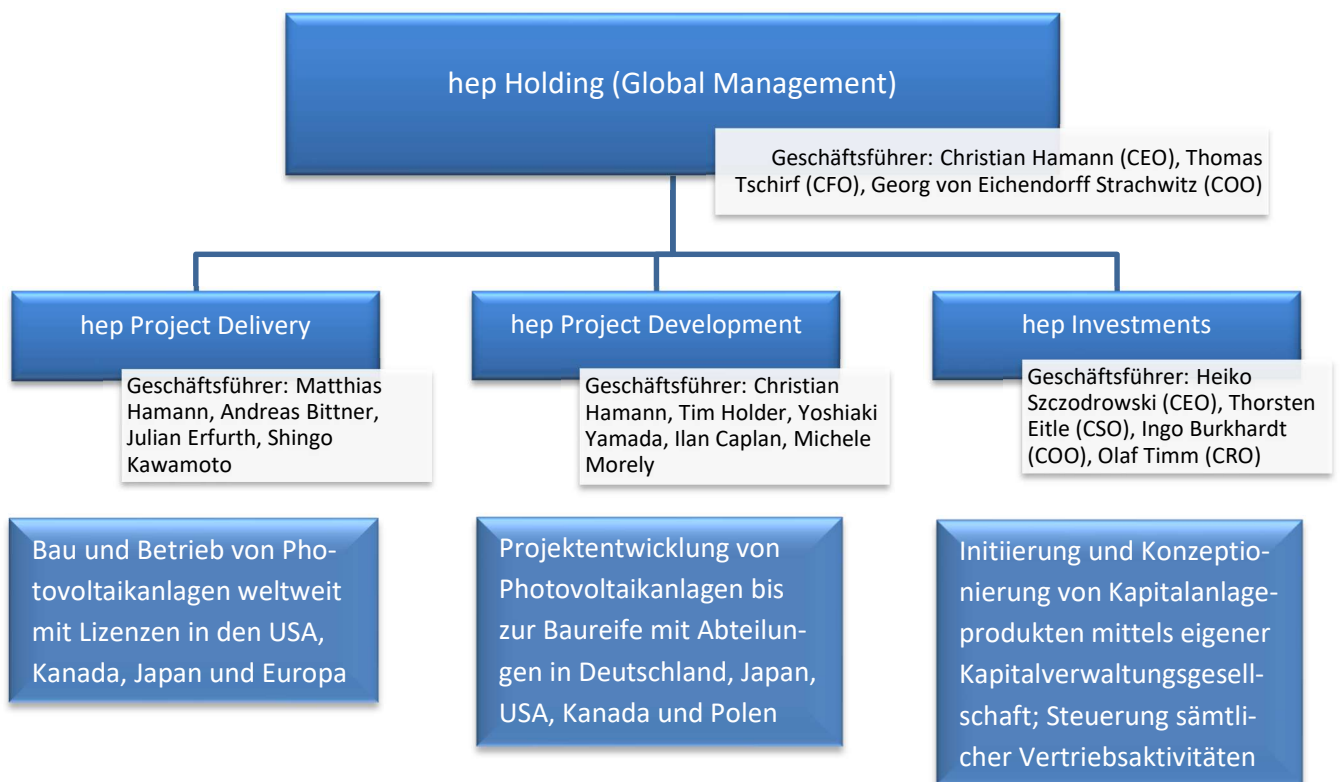 hep Holding (Global Management)
Geschäftsführer: Christian Hamann (CEO), Thomas
Tschirf (CFO), Georg von Eichendorff Strachwitz (COO)
hep Project Delivery
Geschäftsführer: Matthias
Hamann, Andreas Bittner,
Julian Erfurth, Shingo
Kawamoto
hep Project Development
Geschäftsführer: Christian
Hamann, Tim Holder, Yoshiaki
Yamada, Ilan Caplan, Michele
Morely
hep Investments
Geschäftsführer: Heiko
Szczodrowski (CEO), Thorsten
Eitle (CSO), Ingo Burkhardt
(COO), Olaf Timm (CRO)
Bau und Betrieb von Pho-
tovoltaikanlagen weltweit
mit Lizenzen in den USA,
Kanada, Japan und Europa
Projektentwicklung von
Photovoltaikanlagen bis
zur Baureife mit Abteilun-
gen in Deutschland, Japan,
USA, Kanada und Polen
Initiierung und Konzeptio-
nierung von Kapitalanlage-
produkten mittels eigener
Kapitalverwaltungsgesell-
schaft; Steuerung sämtli-
cher Vertriebsaktivitäten